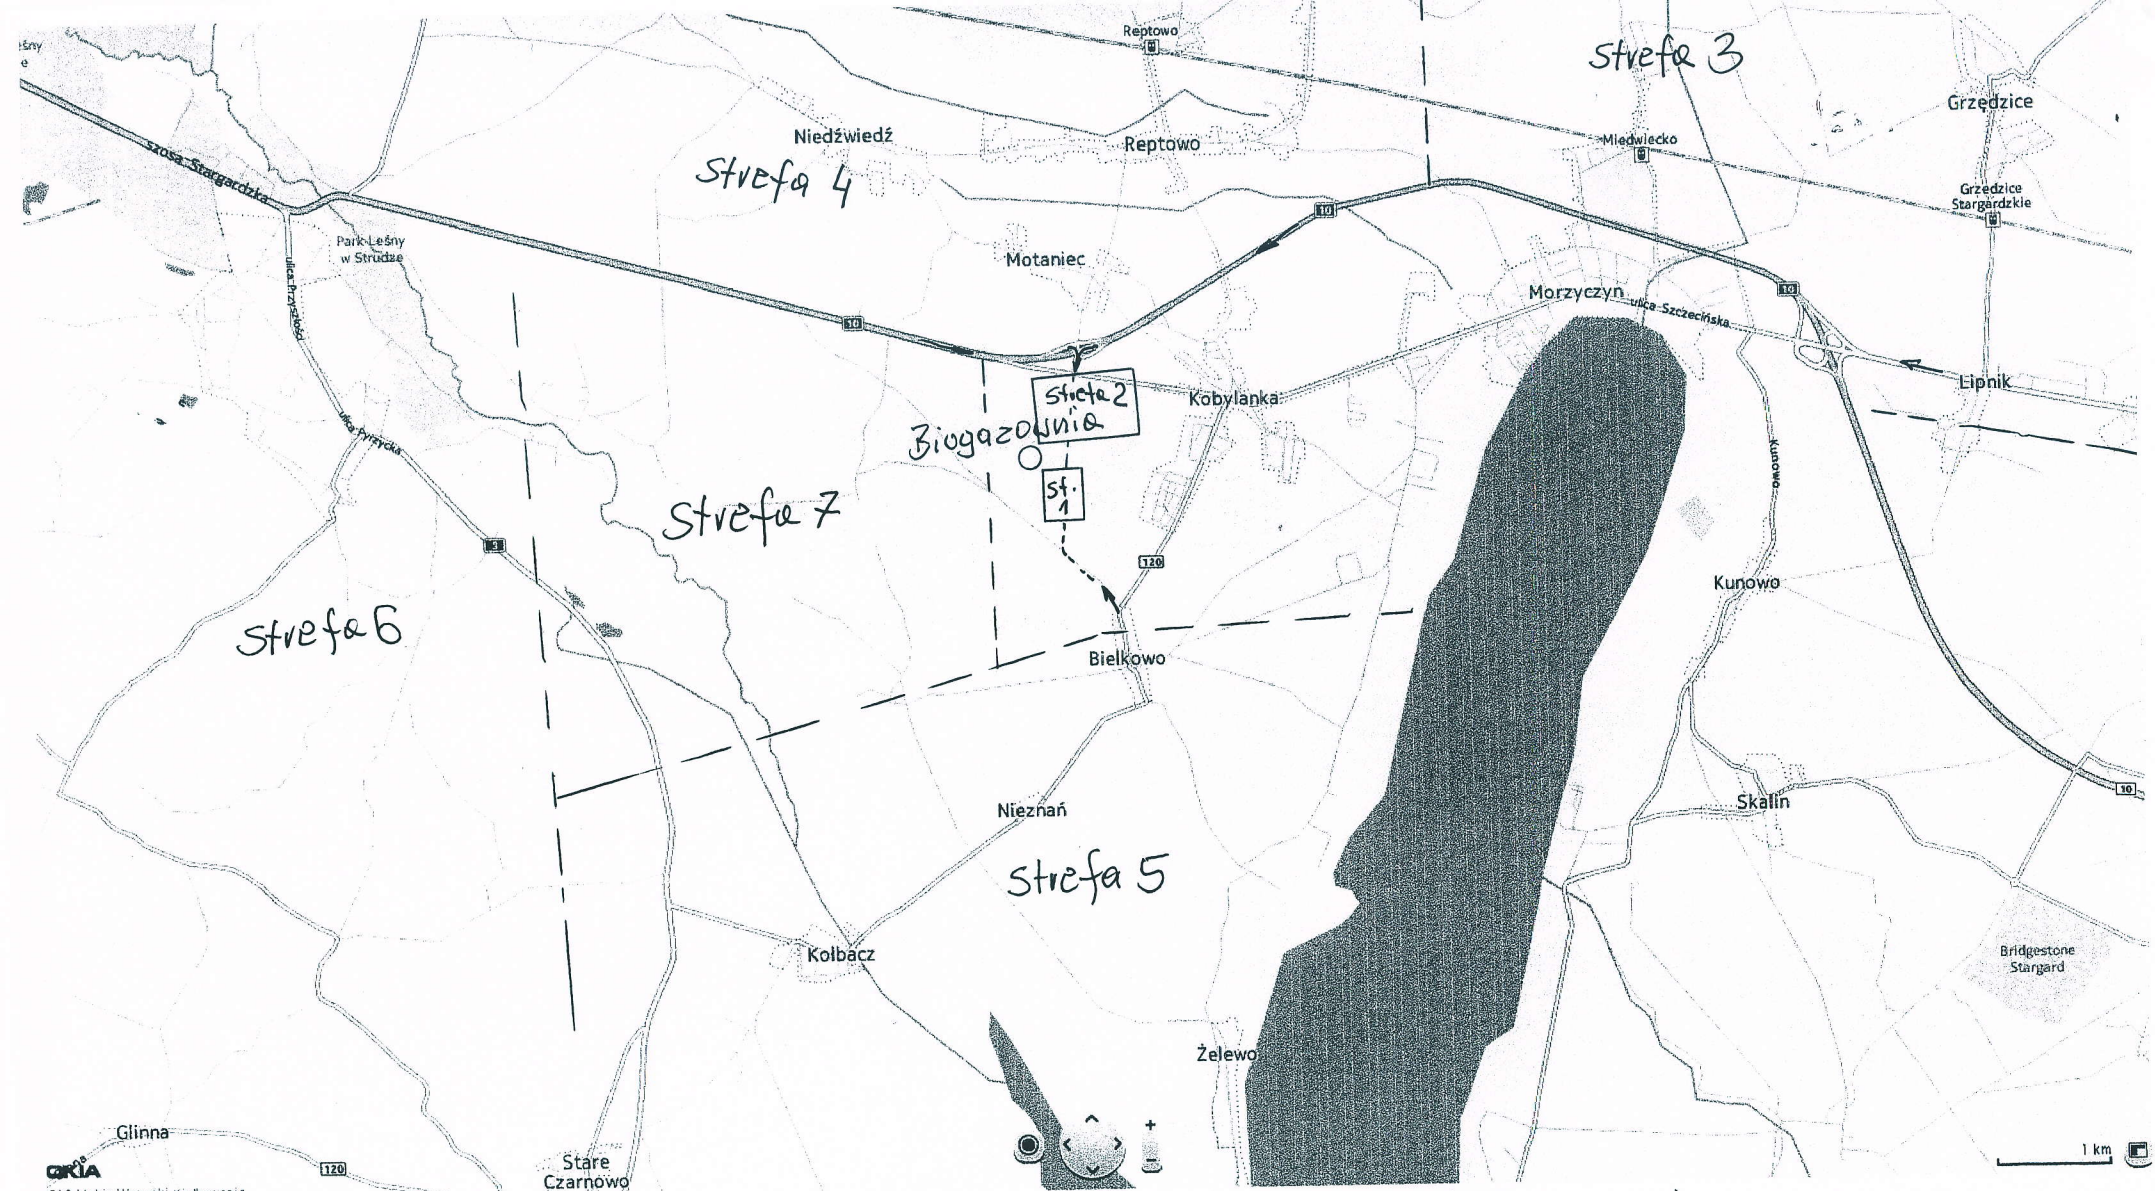 Reptowo
Strefa 3
Grzędzice
Niedźwiedź
Reptowo
Miedwiecko
szosa Stargardzka
Strefa 4
Grzędzice
Stargardzkie
10
Park Leśny
w Strudze
Motaniec
ulica Przyszłości
Morzyczyn
ulica Szczecińska
10
10
Lipnik
Strefa 2
Kobylanka
ulica Pyrzycka
Biogazownia
Kunowo
st.
1
Strefa 7
3
120
Kunowo
Strefa 6
Bielkowo
10
Nieznań
Skalin
Strefa 5
Kołbacz
Bridgestone
Stargard
Żelewo
Glinna
1 km
120
Stare
Czarnowo